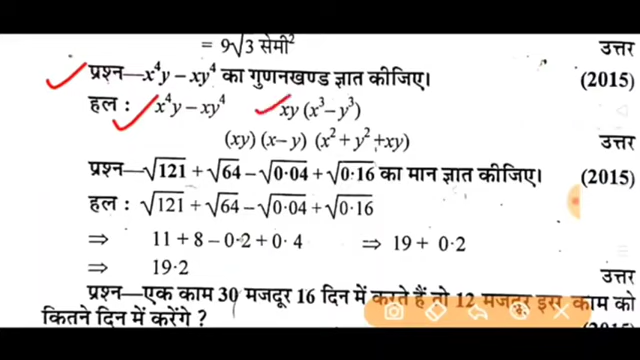 = 9√3 सेमी² उत्तर
प्रश्न—x⁴y – xy⁴ का गुणनखण्ड ज्ञात कीजिए। (2015)
हल : x⁴y – xy⁴ xy (x³ – y³)
(xy) (x–y) (x² + y² +xy) उत्तर
प्रश्न—√121 + √64 – √0·04 + √0·16 का मान ज्ञात कीजिए। (2015)
हल : √121 + √64 – √0·04 + √0·16
⇒ 11 + 8 – 0·2 + 0·4 ⇒ 19 + 0·2
⇒ 19·2 उत्तर
प्रश्न—एक काम 30 मजदूर 16 दिन में करते हैं तो 12 मजदूर इस काम को
कितने दिन में करेंगे ?